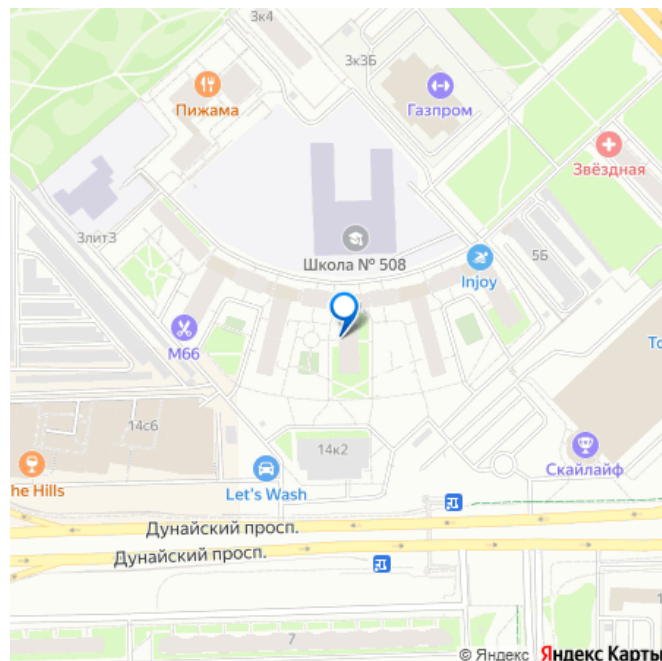 3к4
3к3Б
Пижама
Газпром
Звёздная
3лит3
Школа № 508
5Б
Injoy
М66
То
14с6
14к2
Скайлайф
he Hills
Let's Wash
Дунайский просп.
Дунайский просп.
7
1
© Яндекс Яндекс Карты